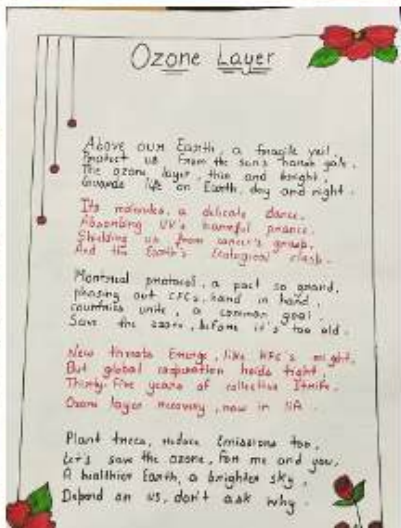 Ozone Layer
Above our Earth, a fragile veil,
Protect us from the sun's harsh gale.
The ozone layer, thin and bright,
Guards life on Earth, day and night.
Its molecules, a delicate dance,
Absorbing UV's harmful prance.
Shielding us from cancer's grasp,
And the Earth's Ecological clash.
Montreal protocol, a pact so grand,
phasing out CFCs, hand in hand,
countries unite, a common goal,
Save the ozone, before it's too old.
New threats Emerge, like HFC's might,
But global cooperation holds tight,
Thirty-five years of collective
Ozone layer recovery, now in
Plant trees, reduce Emissions too,
Let's save the ozone, For me and you,
A healthier Earth, a brighter sky,
Depend on us, don't ask why.